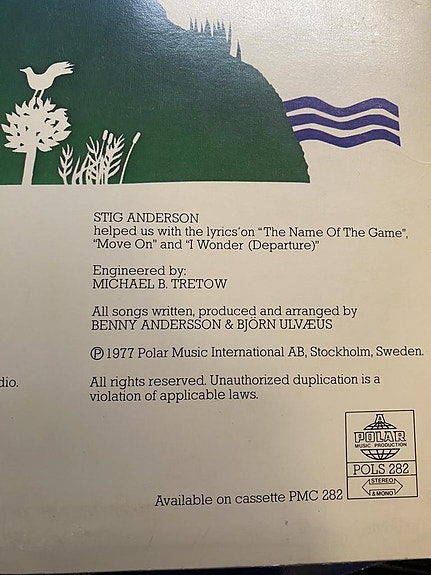 STIG ANDERSON
helped us with the lyrics on "The Name Of The Game",
"Move On" and "I Wonder (Departure)"
Engineered by:
MICHAEL B. TRETOW
All songs written, produced and arranged by
BENNY ANDERSSON & BJÖRN ULVÆUS
Ⓟ 1977 Polar Music International AB, Stockholm, Sweden.
dio.
All rights reserved. Unauthorized duplication is a
violation of applicable laws.
A
POLAR
MUSIC PRODUCTION
POLS 282
STEREO
& MONO
Available on cassette PMC 282